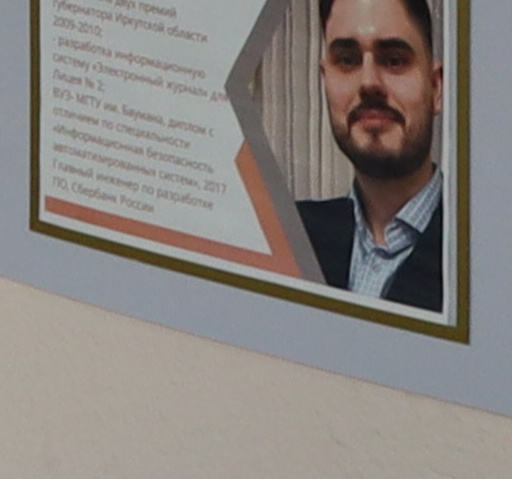 двух премий
губернатора Иркутской области
2009-2010;
- разработка информационную
систему «Электронный журнал» для
Лицея № 2;
ВУЗ- МГТУ им. Баумана, диплом с
отличием по специальности
«Информационная безопасность
автоматизированных систем», 2017
Главный инженер по разработке
ПО, Сбербанк России